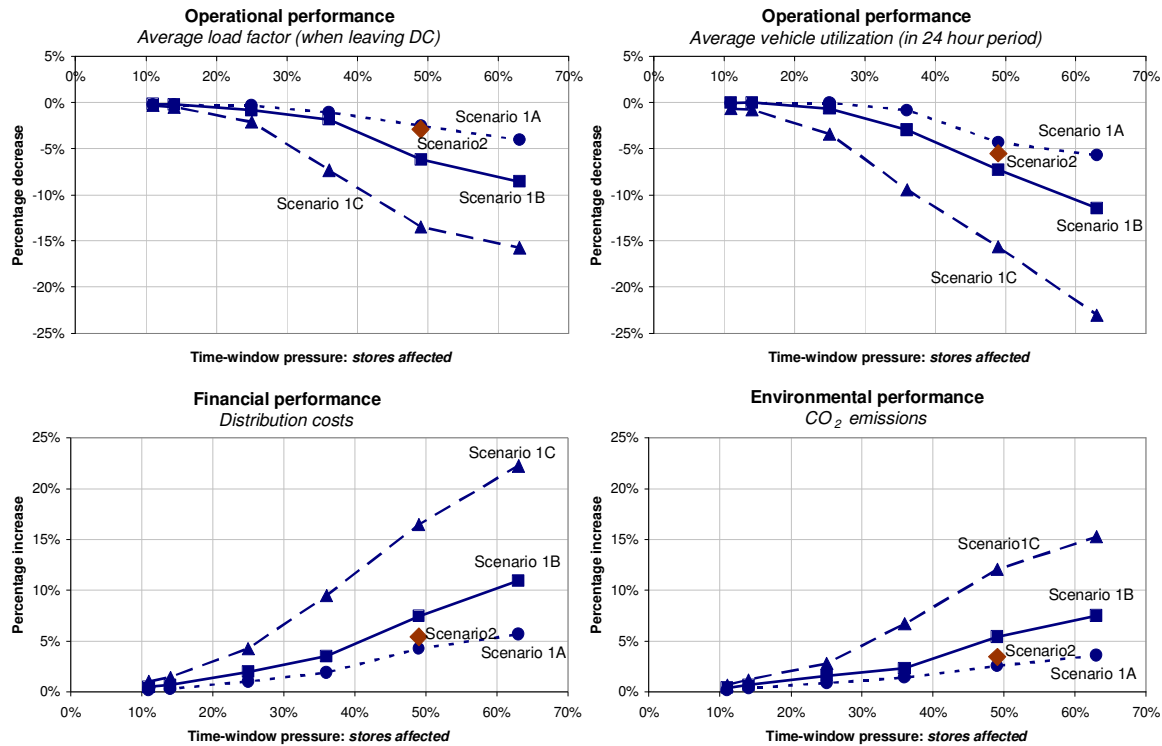 Operational performance
Average load factor (when leaving DC)
5%
0%
-5%
-10%
-15%
-20%
-25%
0% 10% 20% 30% 40% 50% 60% 70%
Percentage decrease
Scenario 1A
Scenario2
Scenario 1B
Scenario 1C
Time-window pressure: stores affected
Operational performance
Average vehicle utilization (in 24 hour period)
5%
0%
-5%
-10%
-15%
-20%
-25%
0% 10% 20% 30% 40% 50% 60% 70%
Percentage decrease
Scenario 1A
Scenario2
Scenario 1B
Scenario 1C
Time-window pressure: stores affected
Financial performance
Distribution costs
25%
20%
15%
10%
5%
0%
Percentage increase
Scenario 1C
Scenario 1B
Scenario2
Scenario 1A
0% 10% 20% 30% 40% 50% 60% 70%
Time-window pressure: stores affected
Environmental performance
CO2 emissions
25%
20%
15%
10%
5%
0%
Percentage increase
Scenario1C
Scenario 1B
Scenario2
Scenario 1A
0% 10% 20% 30% 40% 50% 60% 70%
Time-window pressure: stores affected